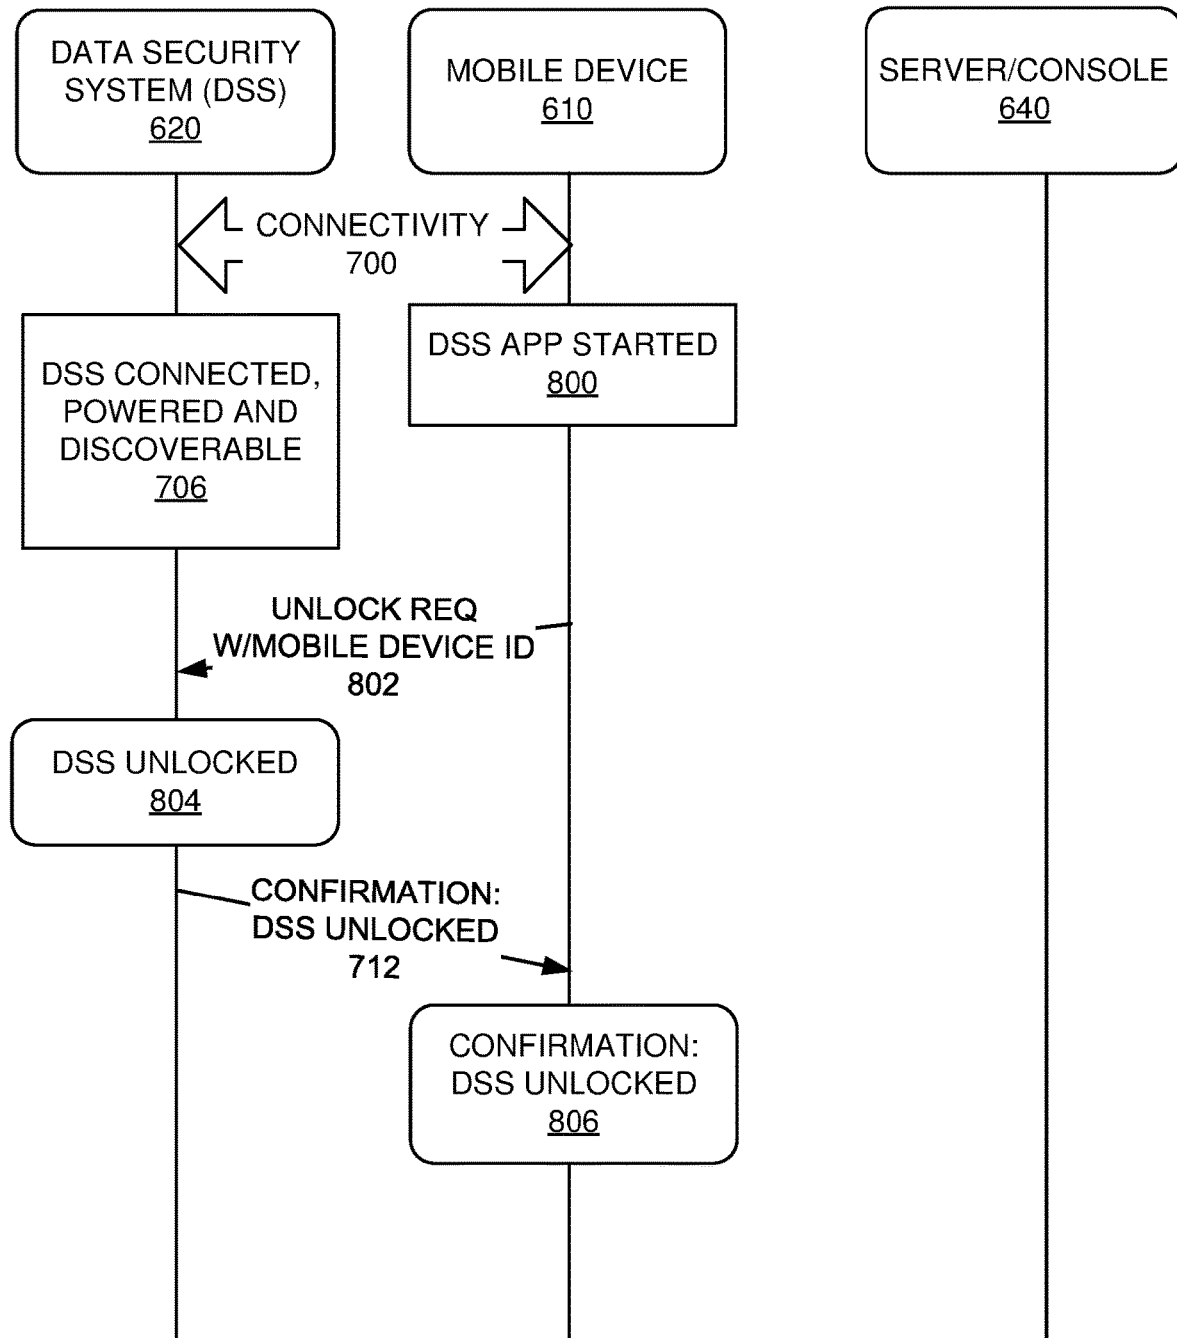 DATA SECURITY
SYSTEM (DSS)
620
MOBILE DEVICE
610
SERVER/CONSOLE
640
CONNECTIVITY
700
DSS CONNECTED,
POWERED AND
DISCOVERABLE
706
DSS APP STARTED
800
UNLOCK REQ
W/MOBILE DEVICE ID
802
DSS UNLOCKED
804
CONFIRMATION:
DSS UNLOCKED
712
CONFIRMATION:
DSS UNLOCKED
806